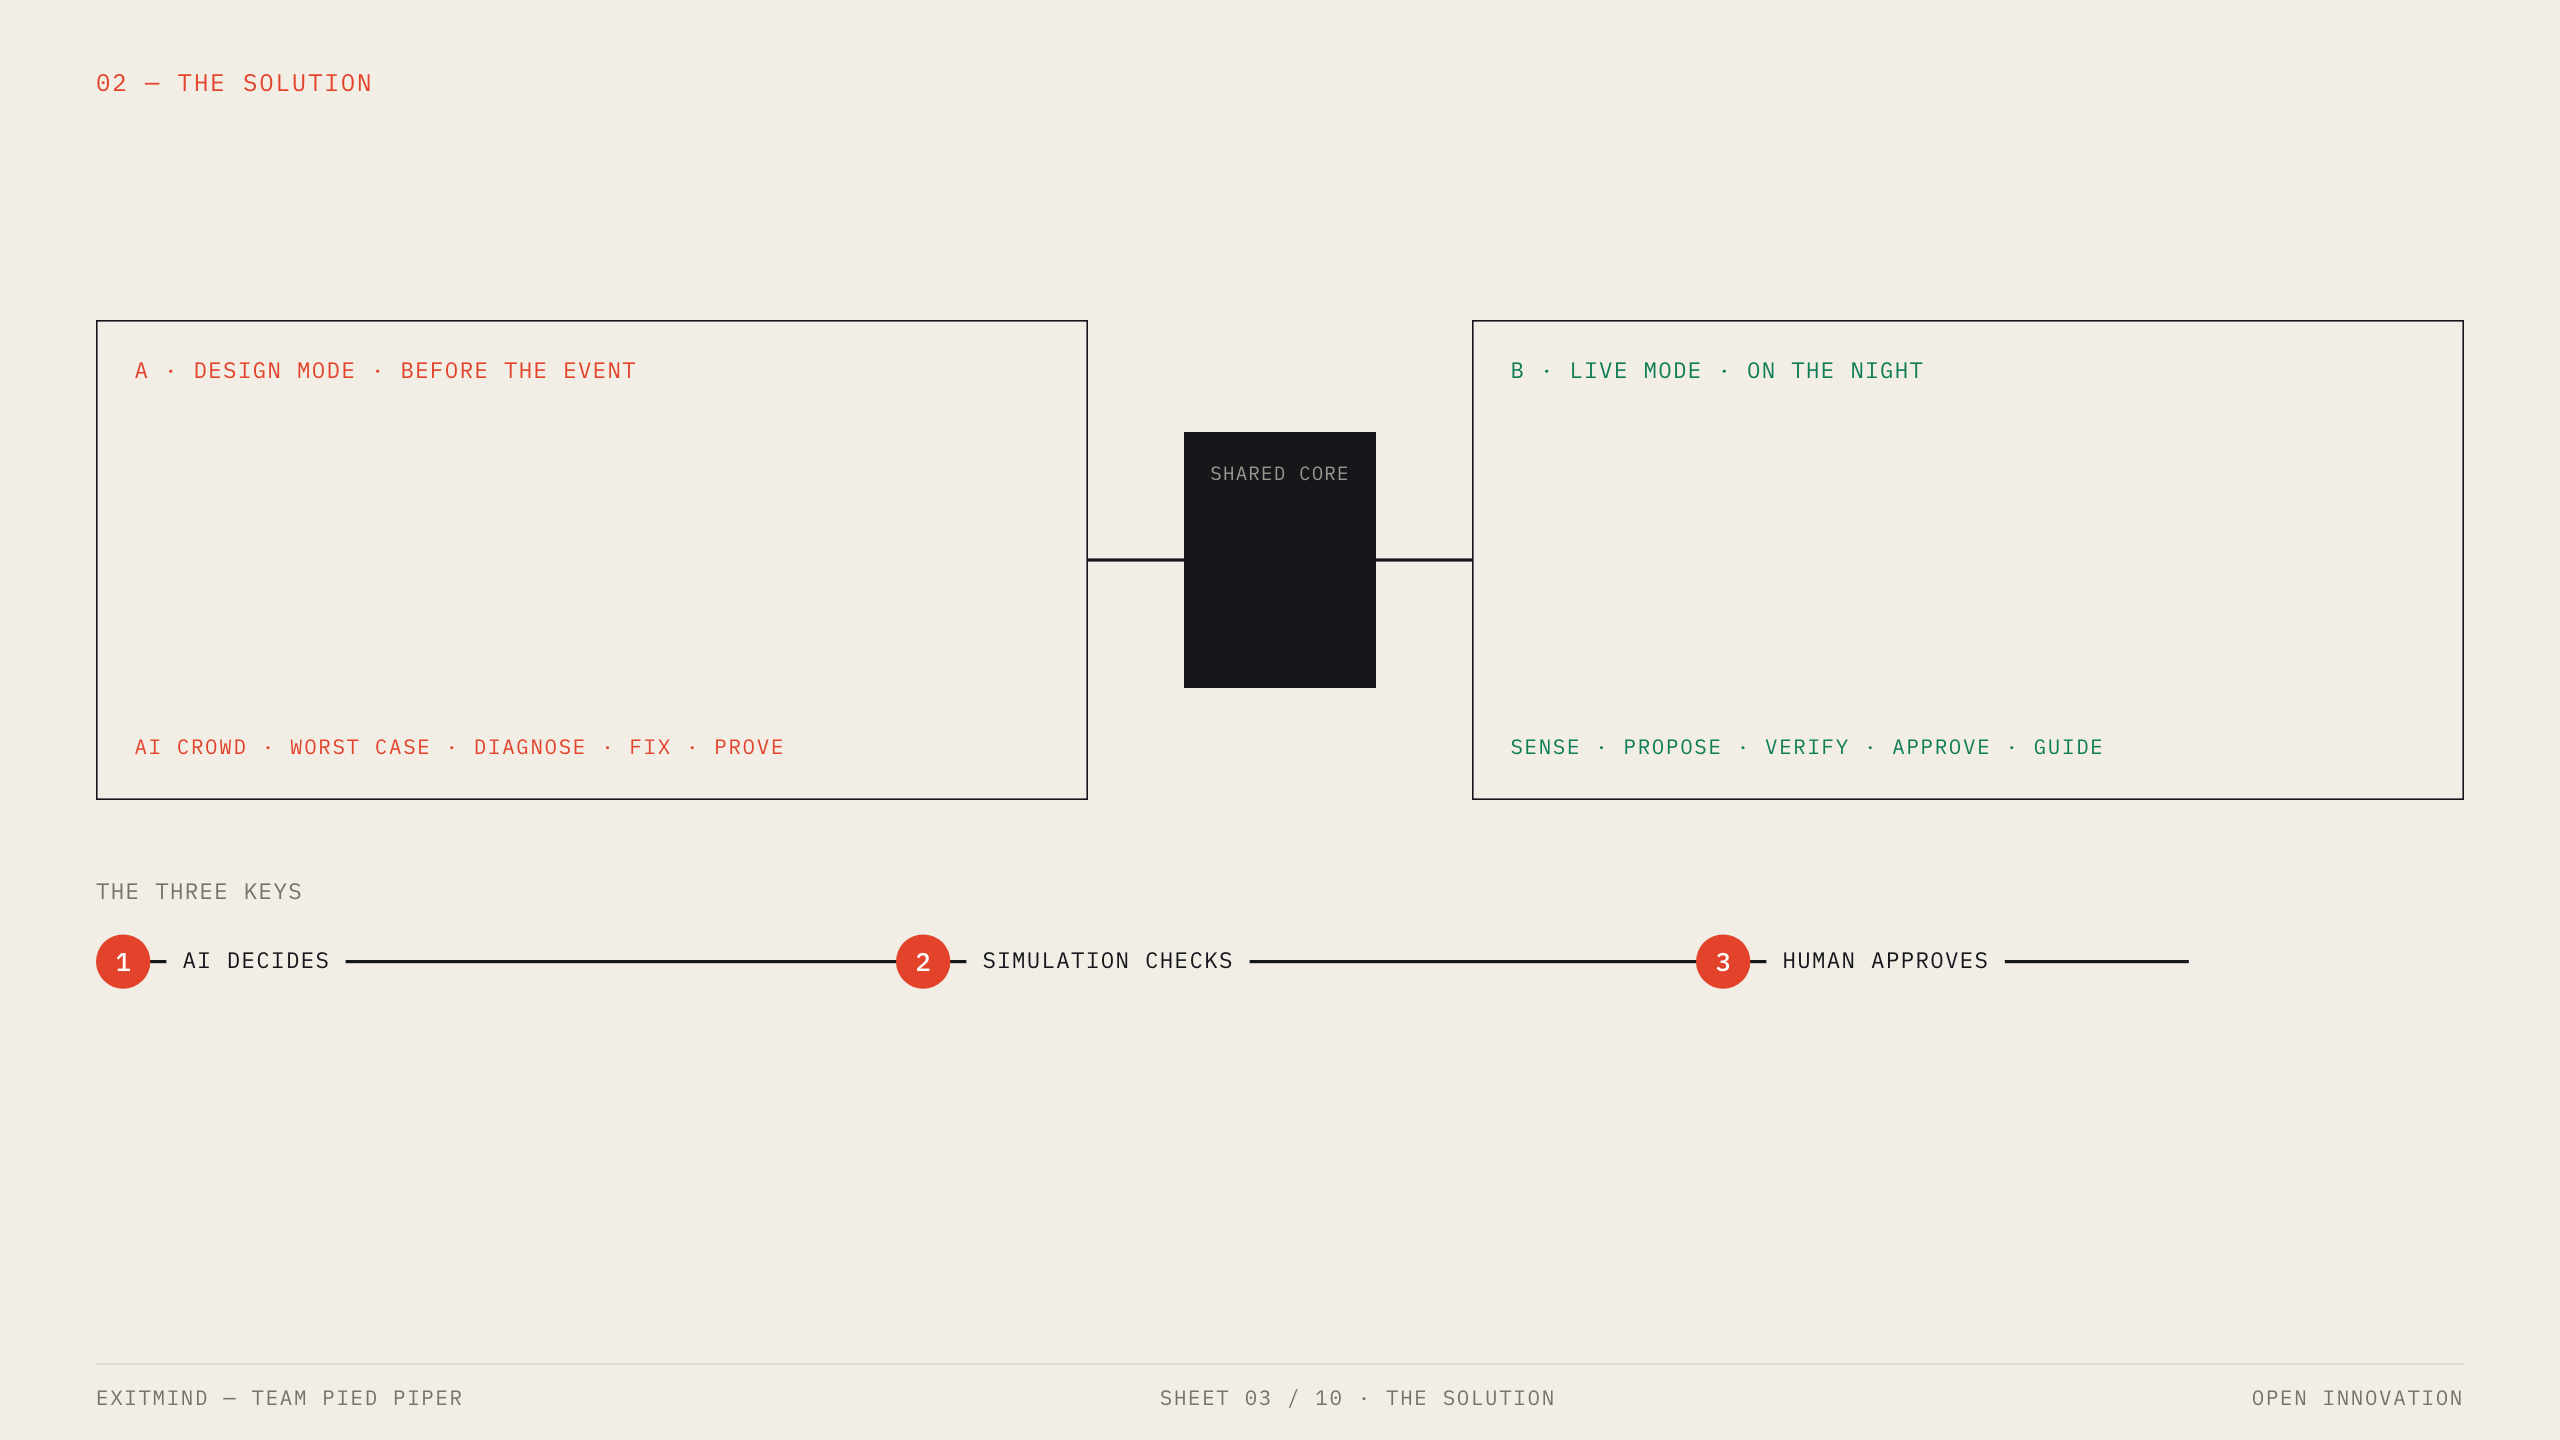 02 — THE SOLUTION
A · DESIGN MODE · BEFORE THE EVENT
AI CROWD · WORST CASE · DIAGNOSE · FIX · PROVE
SHARED CORE
B · LIVE MODE · ON THE NIGHT
SENSE · PROPOSE · VERIFY · APPROVE · GUIDE
THE THREE KEYS
1 AI DECIDES 2 SIMULATION CHECKS 3 HUMAN APPROVES
EXITMIND — TEAM PIED PIPER SHEET 03 / 10 · THE SOLUTION OPEN INNOVATION